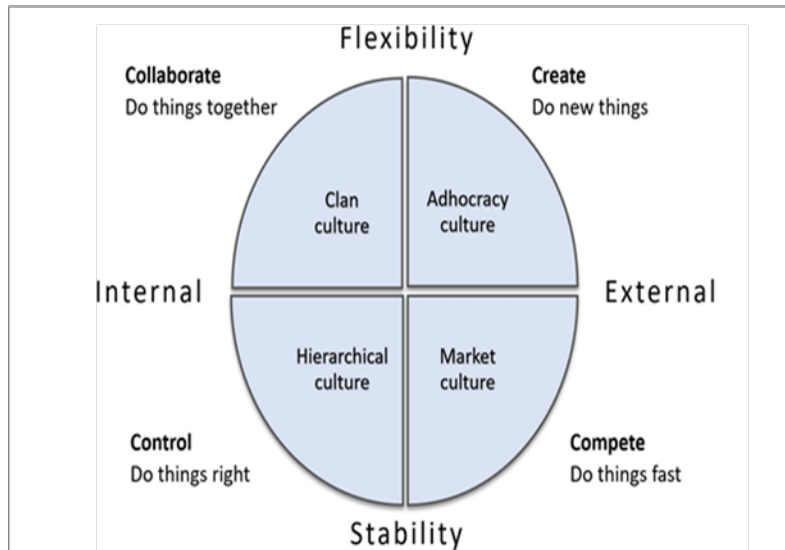 Flexibility
Collaborate
Do things together
Create
Do new things
Clan
culture
Adhocracy
culture
Internal
External
Hierarchical
culture
Market
culture
Control
Do things right
Compete
Do things fast
Stability